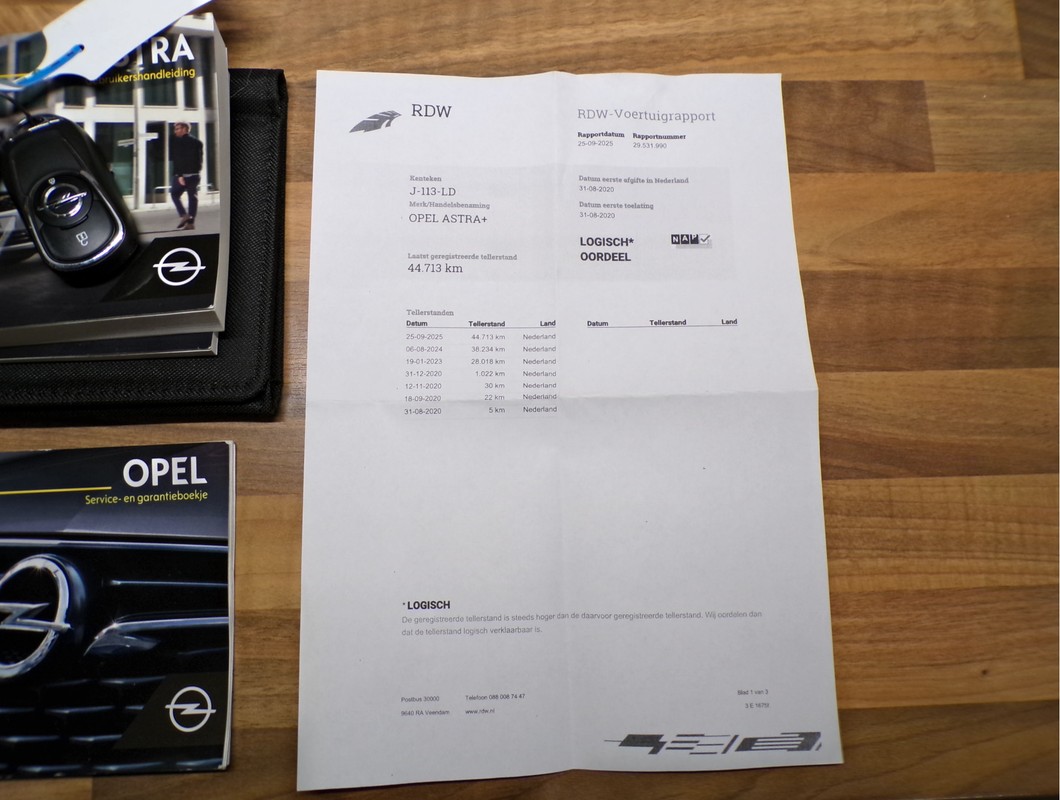 TRA
bruikershandleiding
OPEL
Service- en garantieboekje
RDW
RDW-Voertuigrapport
Rapportdatum Rapportnummer
25-09-2025 29.531.990
Kenteken
J-113-LD
Merk/Handelsbenaming
OPEL ASTRA+
Datum eerste afgifte in Nederland
31-08-2020
Datum eerste toelating
31-08-2020
LOGISCH*
OORDEEL
NAP
Laatst geregistreerde tellerstand
44.713 km
Tellerstanden
Datum Tellerstand Land
25-09-2025 44.713 km Nederland
06-08-2024 38.234 km Nederland
19-01-2023 28.018 km Nederland
31-12-2020 1.022 km Nederland
12-11-2020 30 km Nederland
18-09-2020 22 km Nederland
31-08-2020 5 km Nederland
Datum Tellerstand Land
*LOGISCH
De geregistreerde tellerstand is steeds hoger dan de daarvoor geregistreerde tellerstand. Wij oordelen dan
dat de tellerstand logisch verklaarbaar is.
Postbus 30000 Telefoon 088 008 74 47
9640 RA Veendam www.rdw.nl
Blad 1 van 3